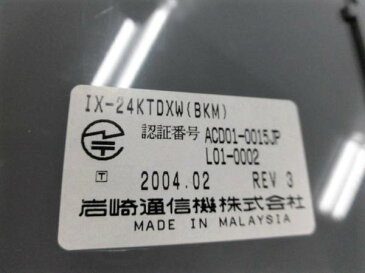 IX-24KTDXW(BKM)
認証番号 ACD01-0015JP
L01-0002
〒 2004.02 REV 3
岩崎通信機株式会社
MADE IN MALAYSIA